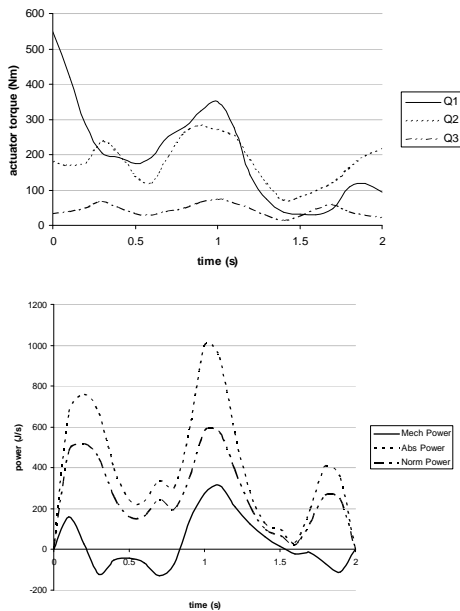 600
500
400
300
200
100
0
actuator torque (Nm)
0 0.5 1 1.5 2
time (s)
Q1
Q2
Q3
1200
1000
800
600
400
200
0
-200
power (J/s)
0 0.5 1 1.5 2
time (s)
Mech Power
Abs Power
Norm Power